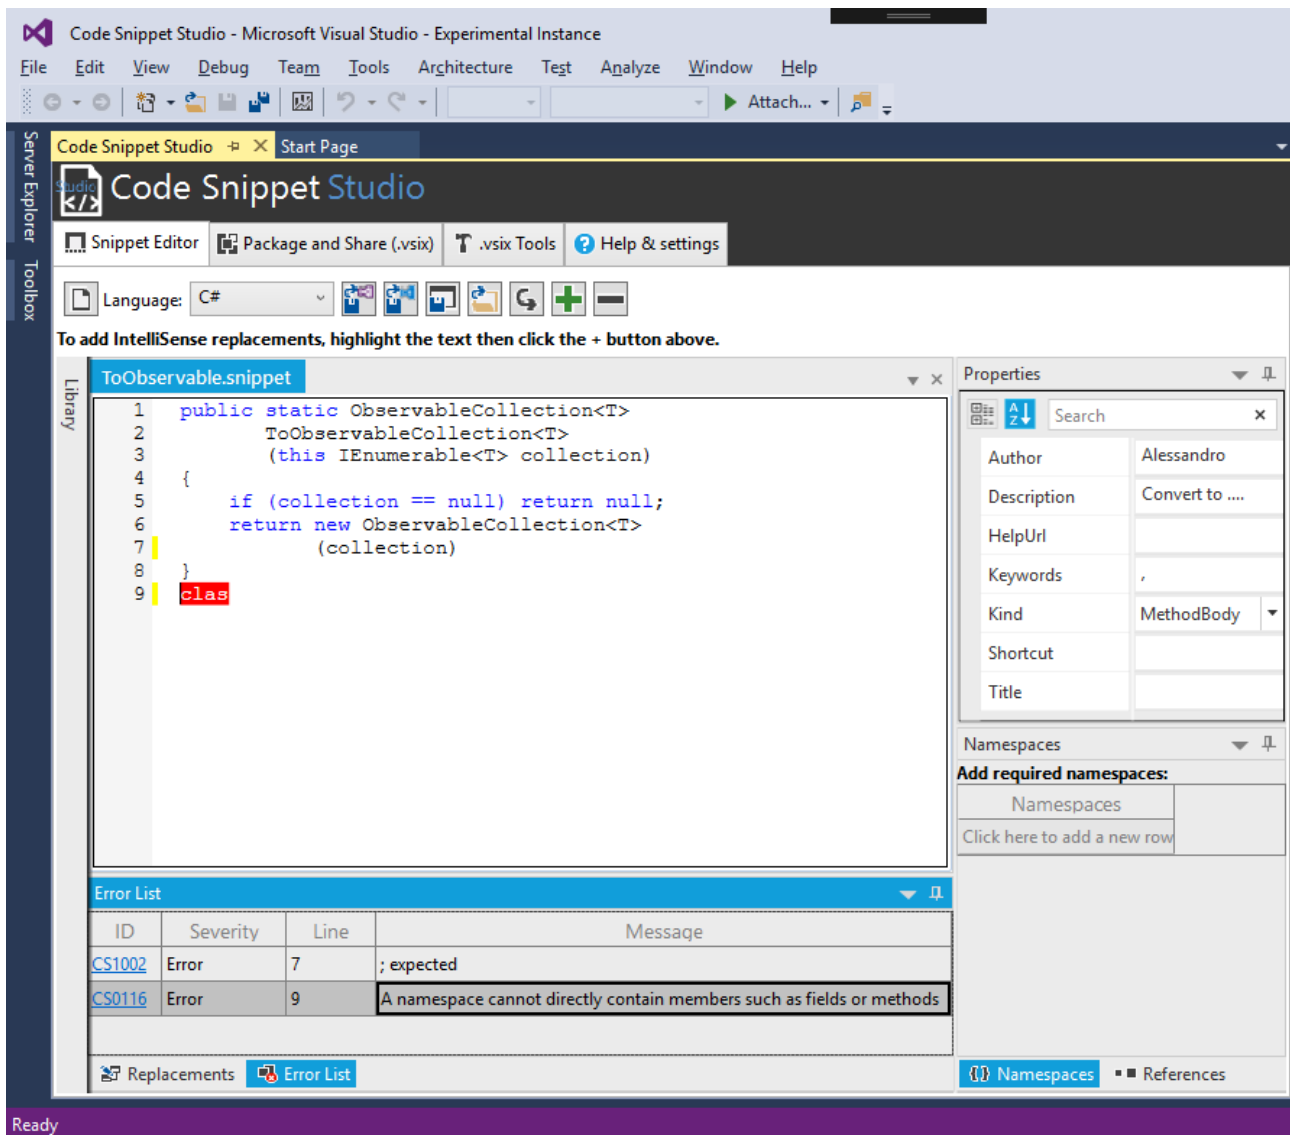 Code Snippet Studio - Microsoft Visual Studio - Experimental Instance
File Edit View Debug Team Tools Architecture Test Analyze Window Help
Attach...
Server Explorer
Toolbox
Code Snippet Studio Start Page
Studio
</>
Code Snippet Studio
Snippet Editor Package and Share (.vsix) .vsix Tools Help & settings
Language: C#
To add IntelliSense replacements, highlight the text then click the + button above.
Library
ToObservable.snippet
1 public static ObservableCollection<T>
2 ToObservableCollection<T>
3 (this IEnumerable<T> collection)
4 {
5 if (collection == null) return null;
6 return new ObservableCollection<T>
7 (collection)
8 }
9 clas
Properties
Search
Author Alessandro
Description Convert to ....
HelpUrl
Keywords ,
Kind MethodBody
Shortcut
Title
Namespaces
Add required namespaces:
Namespaces
Click here to add a new row
Error List
ID Severity Line Message
CS1002 Error 7 ; expected
CS0116 Error 9 A namespace cannot directly contain members such as fields or methods
Replacements Error List
Namespaces References
Ready